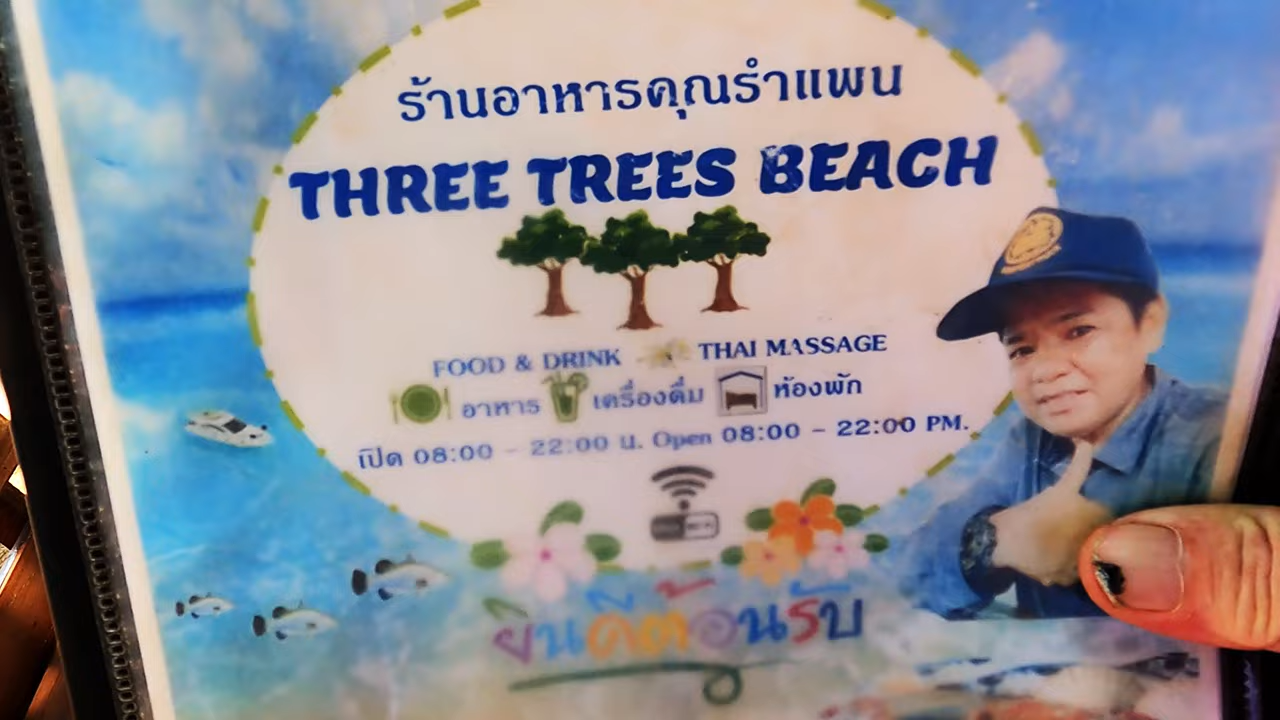 ร้านอาหารคุณรำแพน
THREE TREES BEACH
FOOD & DRINK THAI MASSAGE
อาหาร เครื่องดื่ม ห้องพัก
เปิด 08:00 - 22:00 น. Open 08:00 - 22:00 PM.
ยินดีต้อนรับ